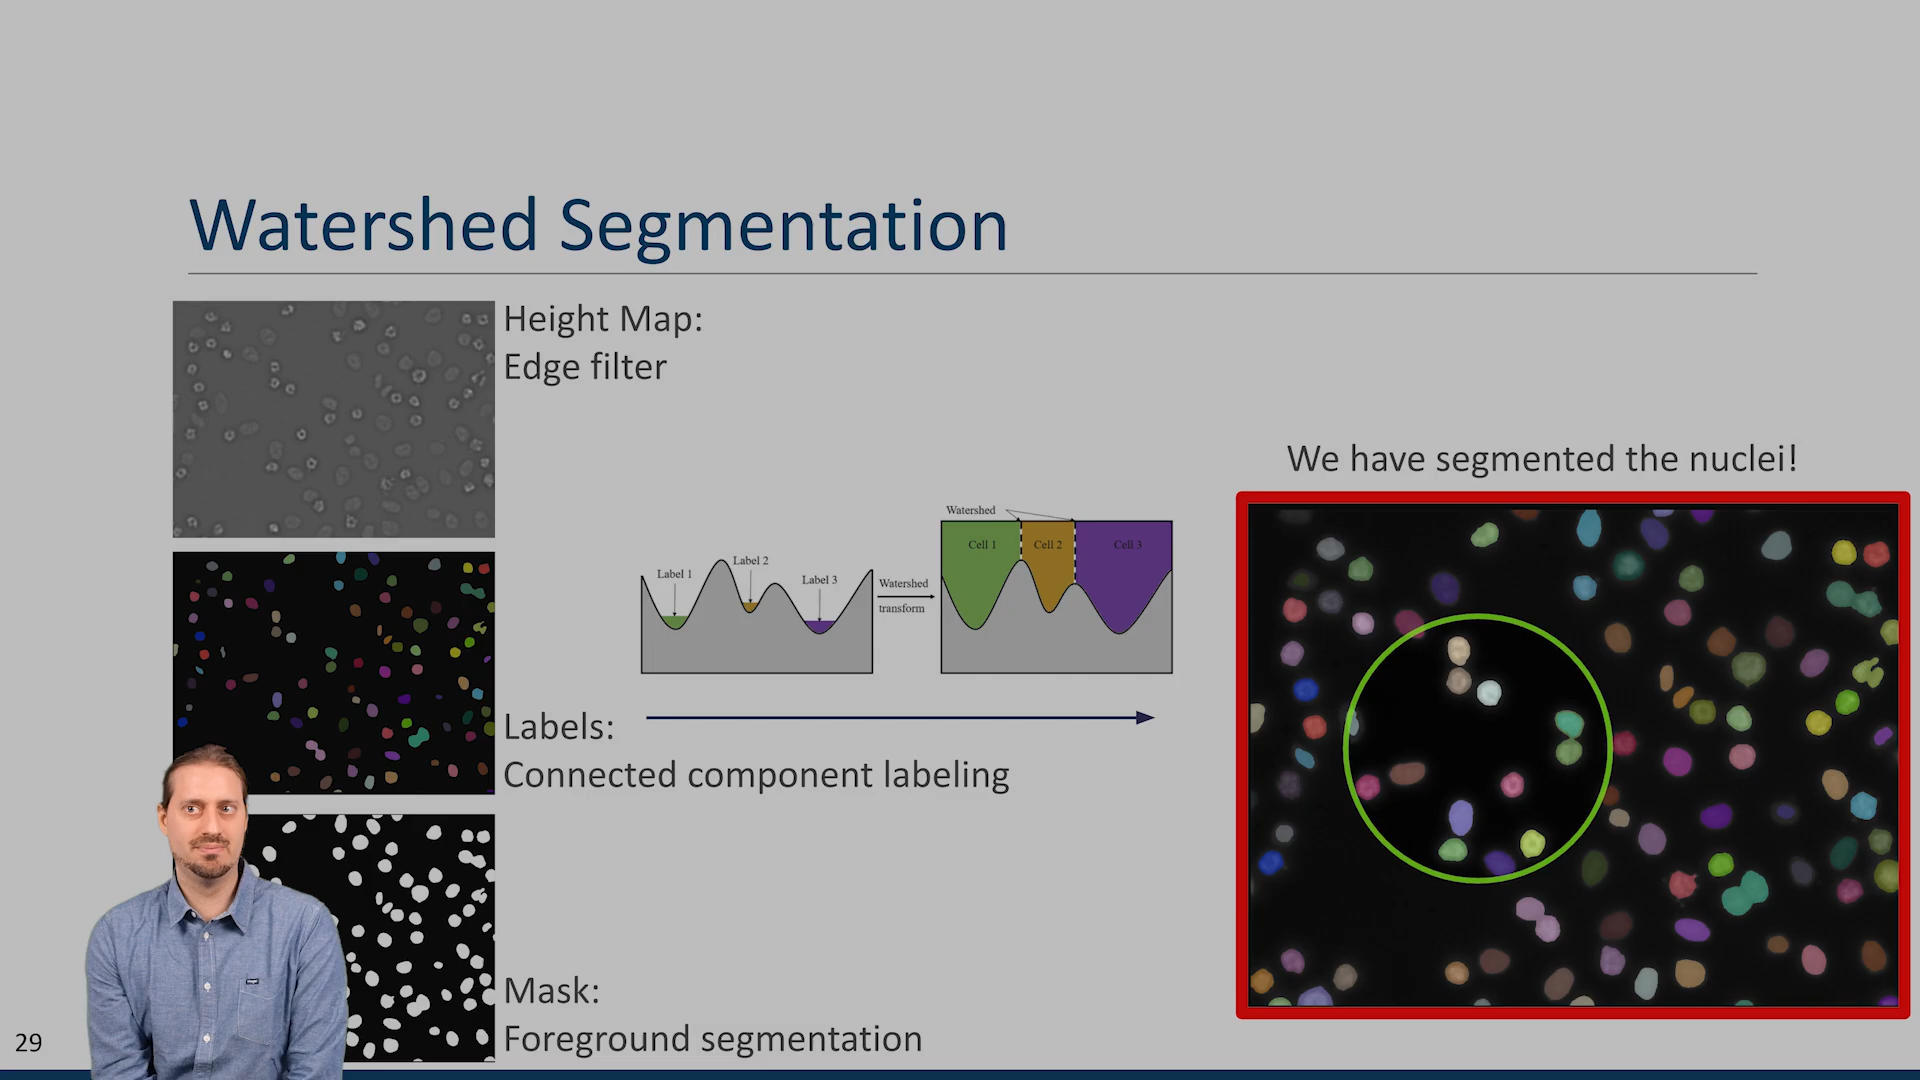 Watershed Segmentation
Height Map:
Edge filter
We have segmented the nuclei!
Label 1
Label 2
Label 3
Watershed
transform
Watershed
Cell 1
Cell 2
Cell 3
Labels:
Connected component labeling
Mask:
Foreground segmentation
29